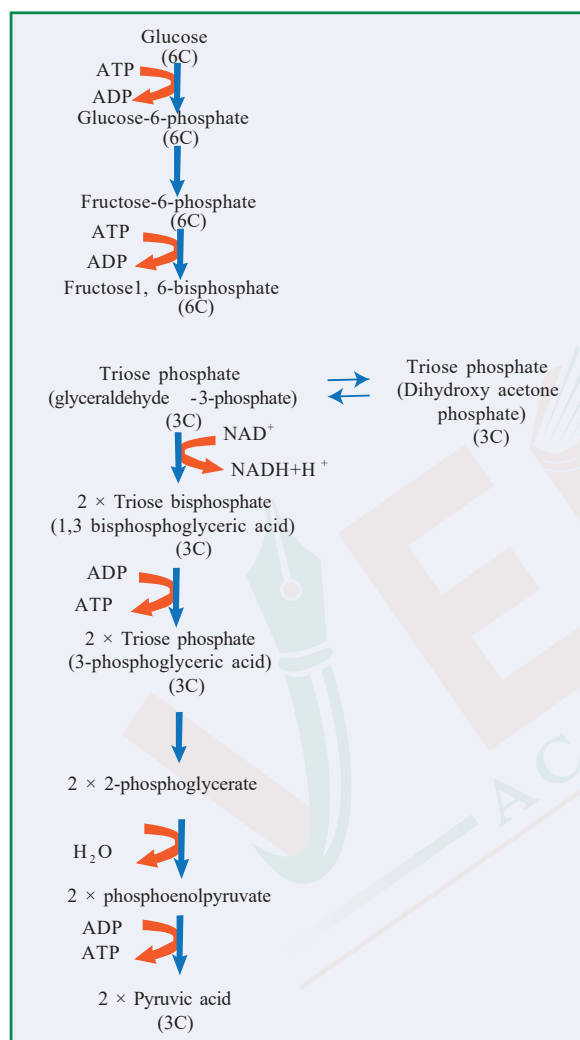 Glucose
(6C)
ATP
ADP
Glucose-6-phosphate
(6C)
Fructose-6-phosphate
(6C)
ATP
ADP
Fructose1, 6-bisphosphate
(6C)
Triose phosphate
(glyceraldehyde -3-phosphate)
(3C)
Triose phosphate
(Dihydroxy acetone
phosphate)
(3C)
NAD+
NADH+H +
2 × Triose bisphosphate
(1,3 bisphosphoglyceric acid)
(3C)
ADP
ATP
2 × Triose phosphate
(3-phosphoglyceric acid)
(3C)
2 × 2-phosphoglycerate
H2O
2 × phosphoenolpyruvate
ADP
ATP
2 × Pyruvic acid
(3C)